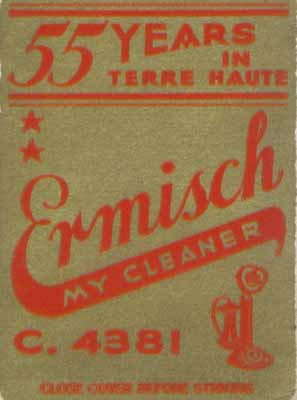 55 YEARS
IN
TERRE HAUTE
Ermisch
MY CLEANER
C. 4381
CLOSE COVER BEFORE STRIKING